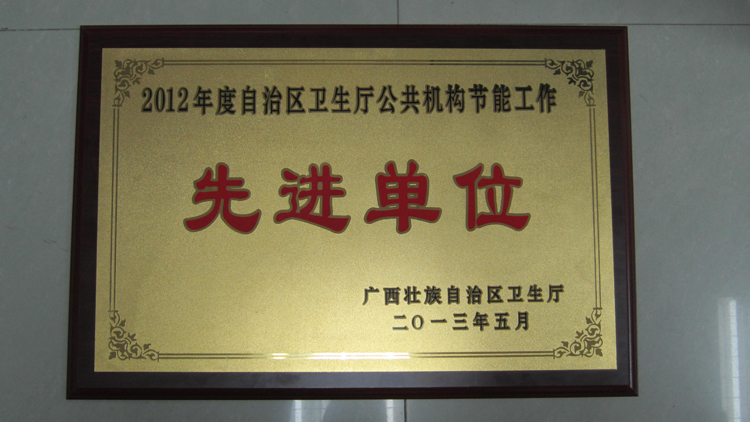 2012年度自治区卫生厅公共机构节能工作
先进单位
广西壮族自治区卫生厅
二〇一三年五月